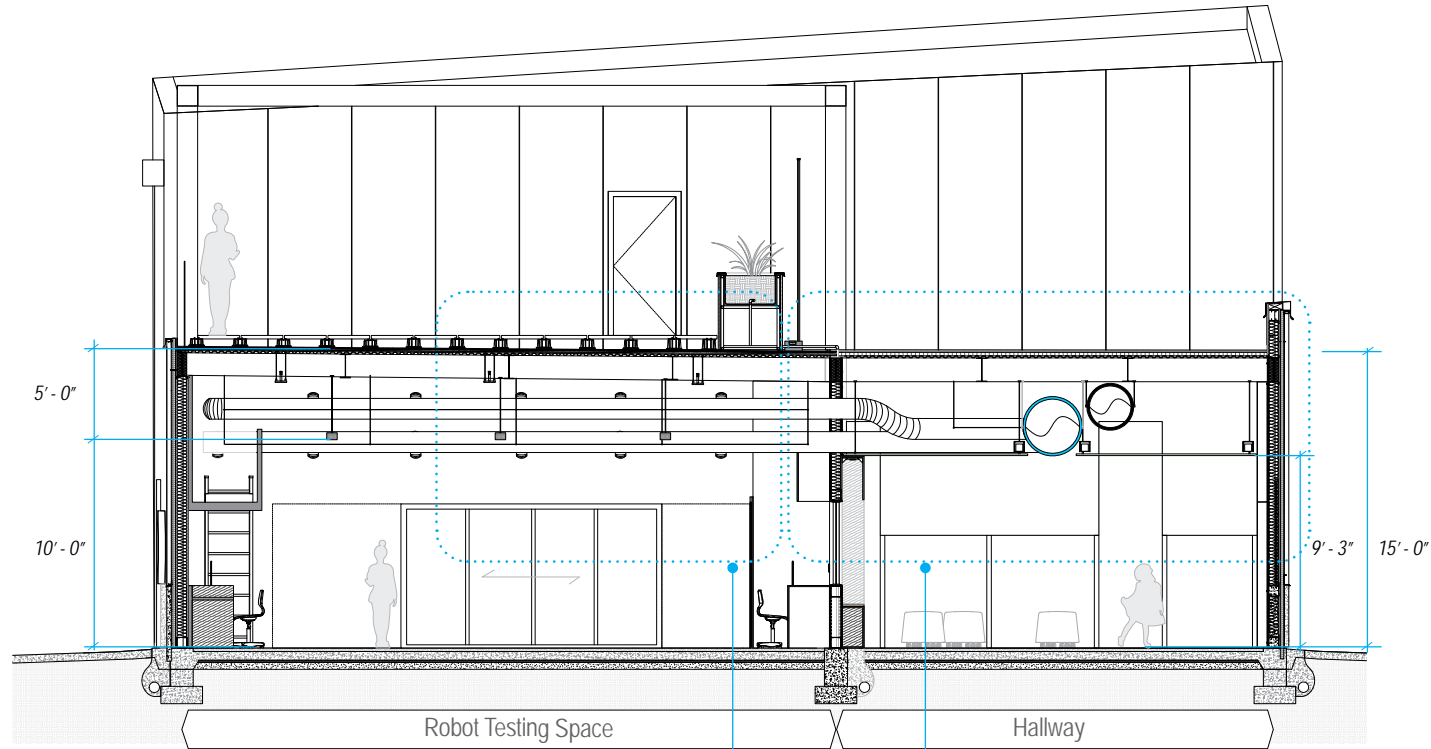 5' - 0"
10' - 0"
9' - 3"
15' - 0"
Robot Testing Space
Hallway